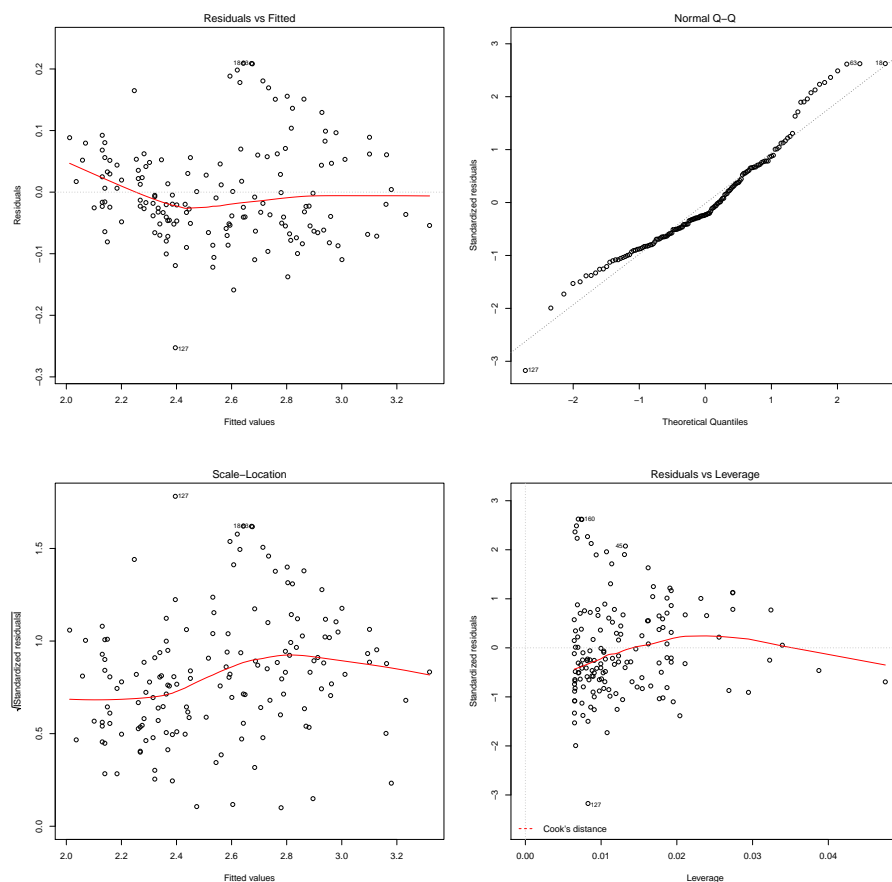 Residuals vs Fitted
Residuals
0.2
0.1
0.0
−0.1
−0.2
−0.3
127
2.0 2.2 2.4 2.6 2.8 3.0 3.2
Fitted values
Normal Q−Q
Standardized residuals
3
2
1
0
−1
−2
−3
63
18
127
−2 −1 0 1 2
Theoretical Quantiles
Scale−Location
√|Standardized residuals|
1.5
1.0
0.5
0.0
127
2.0 2.2 2.4 2.6 2.8 3.0 3.2
Fitted values
Residuals vs Leverage
Standardized residuals
3
2
1
0
−1
−2
−3
160
45
127
Cook's distance
0.00 0.01 0.02 0.03 0.04
Leverage